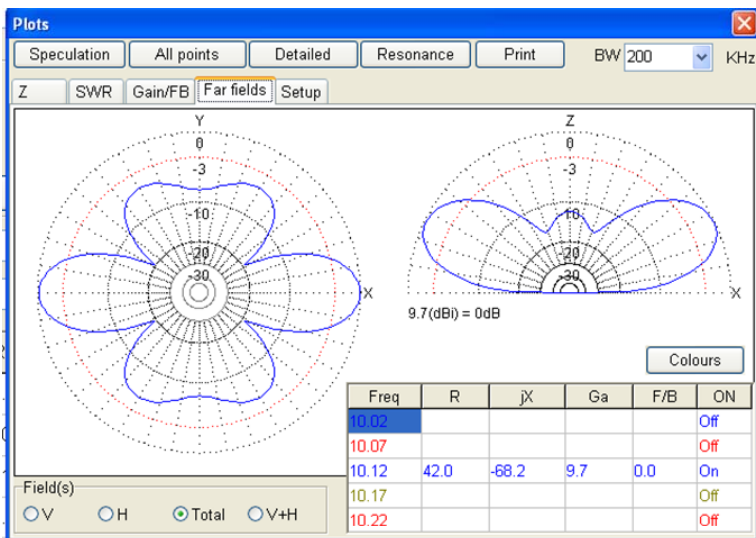 Plots
Speculation All points Detailed Resonance Print BW 200 KHz
Z SWR Gain/FB Far fields Setup
Y
0
-3
-10
-20
-30
X
Z
0
-3
-10
-20
-30
X
9.7(dBi) = 0dB
Colours
Freq R jX Ga F/B ON
10.02 Off
10.07 Off
10.12 42.0 -68.2 9.7 0.0 On
10.17 Off
10.22 Off
Field(s)
V H Total V+H